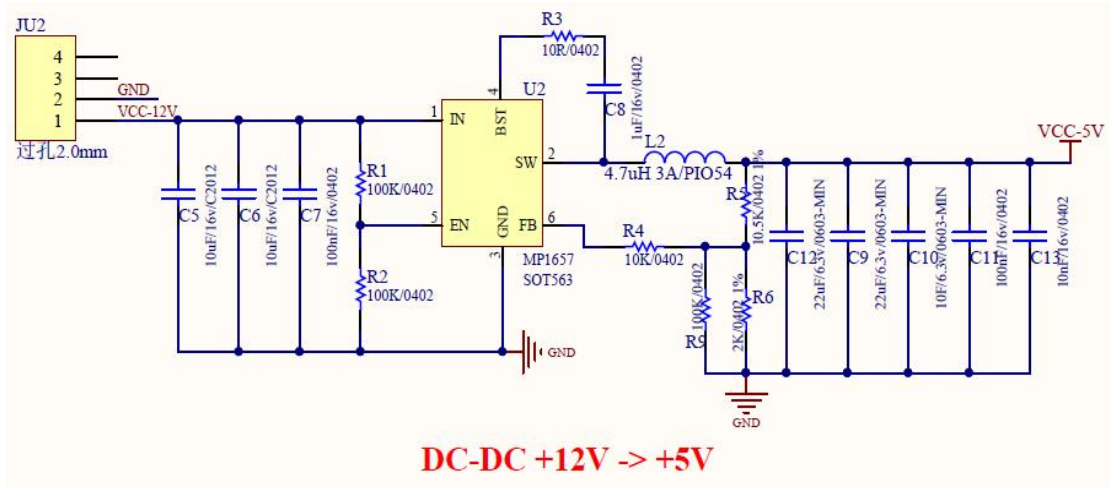 JU2
4
3
2
1
GND
VCC-12V
过孔2.0mm
C5
10uF/16v/C2012
C6
10uF/16v/C2012
C7
100nF/16v/0402
R1
100K/0402
R2
100K/0402
R3
10R/0402
C8
1uF/16v/0402
U2
1
IN
4
BST
SW
2
5
EN
GND
3
FB
6
MP1657
SOT563
GND
L2
4.7uH 3A/PIO54
R4
10K/0402
R5
10.5K/0402 1%
R9
100K/0402
R6
2K/0402 1%
C12
22uF/6.3v/0603-MIN
C9
22uF/6.3v/0603-MIN
C10
10F/6.3v/0603-MIN
C11
100nF/16v/0402
C13
10nF/16v/0402
VCC-5V
GND
DC-DC +12V -> +5V